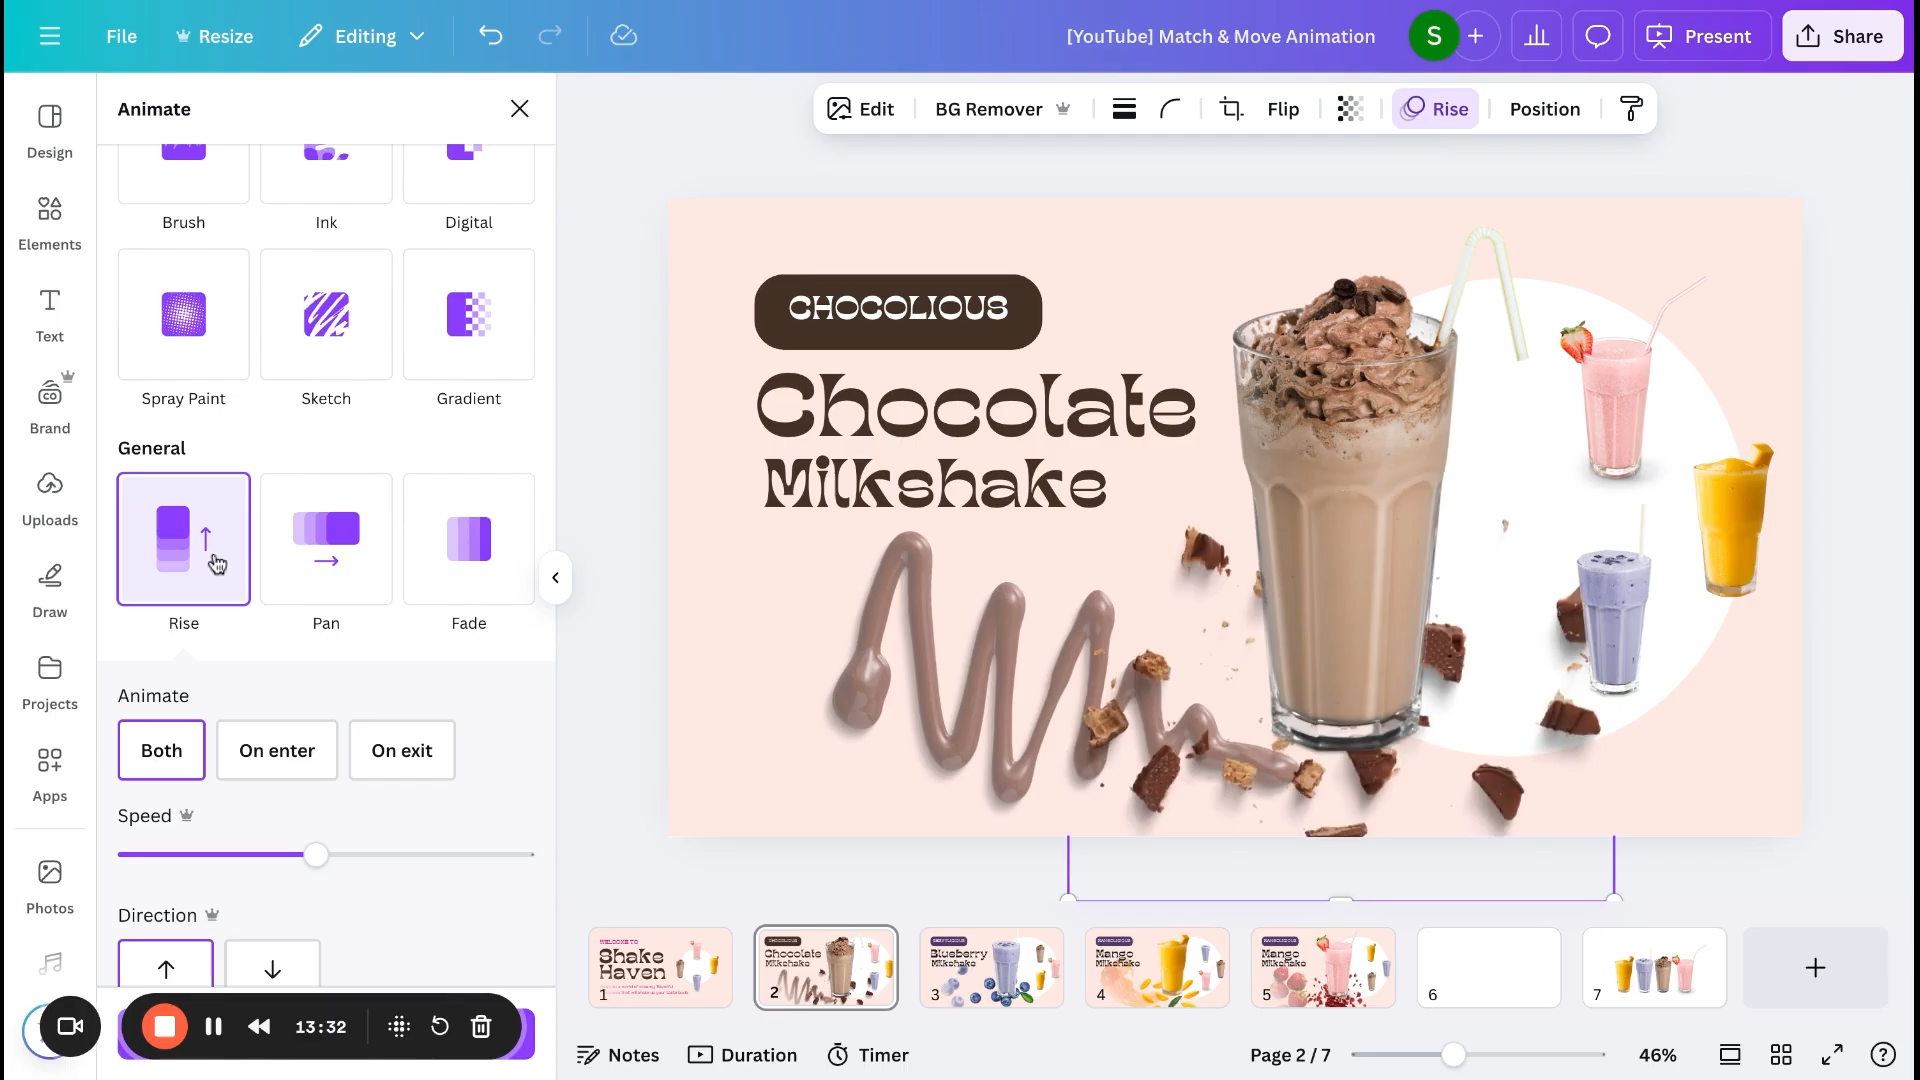 File
Resize
Editing
[YouTube] Match & Move Animation
S
Present
Share
Design
Elements
Text
Brand
Uploads
Draw
Projects
Apps
Photos
Animate
Brush
Ink
Digital
Spray Paint
Sketch
Gradient
General
Rise
Pan
Fade
Animate
Both
On enter
On exit
Speed
Direction
13:32
Edit
BG Remover
Flip
Rise
Position
CHOCOLIOUS
Chocolate
Milkshake
WELCOME TO
Shake
Haven
1
CHOCOLIOUS
Chocolate
Milkshake
2
Blueberry
Milkshake
3
Mango
Milkshake
4
Mango
Milkshake
5
6
7
Notes
Duration
Timer
Page 2 / 7
46%